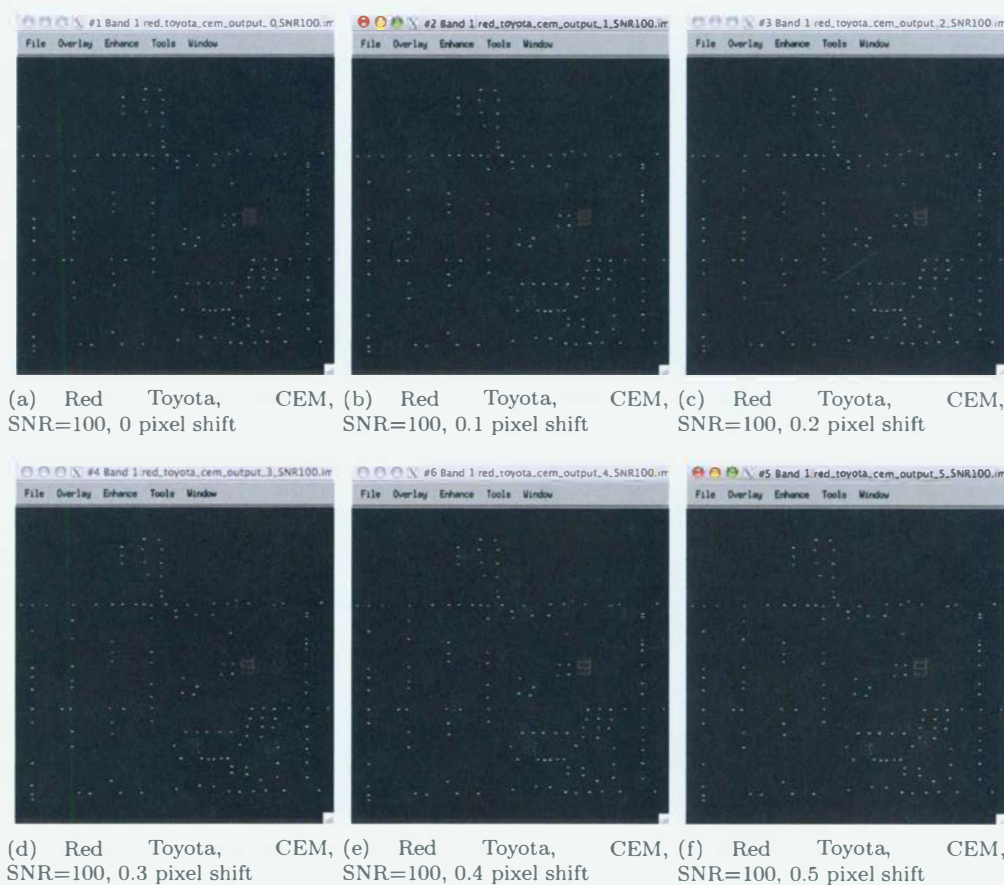 #1 Band 1 red_toyota_cem_output_0_SNR100.im
File Overlay Enhance Tools Window
#2 Band 1 red_toyota_cem_output_1_SNR100.im
File Overlay Enhance Tools Window
#3 Band 1 red_toyota_cem_output_2_SNR100.im
File Overlay Enhance Tools Window
(a) Red Toyota, CEM,
SNR=100, 0 pixel shift
(b) Red Toyota, CEM,
SNR=100, 0.1 pixel shift
(c) Red Toyota, CEM,
SNR=100, 0.2 pixel shift
#4 Band 1 red_toyota_cem_output_3_SNR100.im
File Overlay Enhance Tools Window
#6 Band 1 red_toyota_cem_output_4_SNR100.im
File Overlay Enhance Tools Window
#5 Band 1 red_toyota_cem_output_5_SNR100.im
File Overlay Enhance Tools Window
(d) Red Toyota, CEM,
SNR=100, 0.3 pixel shift
(e) Red Toyota, CEM,
SNR=100, 0.4 pixel shift
(f) Red Toyota, CEM,
SNR=100, 0.5 pixel shift